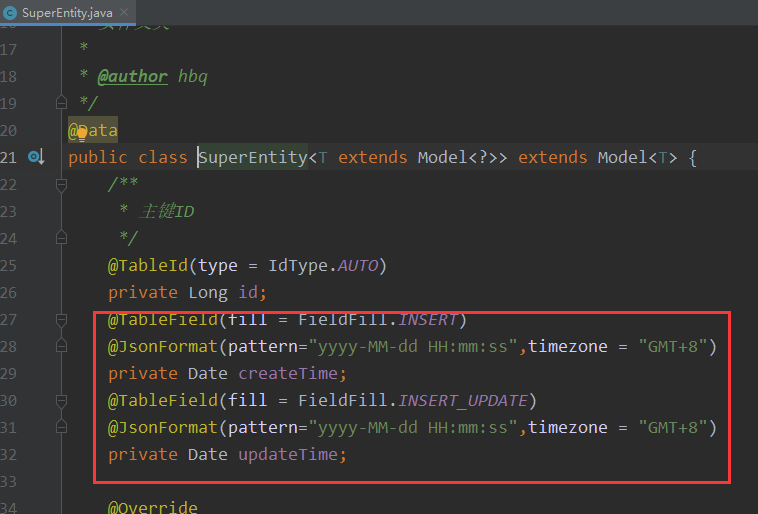 SuperEntity.java
17 *
18 * @author hbq
19 */
20 @Data
21 public class SuperEntity<T extends Model<?>> extends Model<T> {
22 /**
23 * 主键ID
24 */
25 @TableId(type = IdType.AUTO)
26 private Long id;
27 @TableField(fill = FieldFill.INSERT)
28 @JsonFormat(pattern="yyyy-MM-dd HH:mm:ss",timezone = "GMT+8")
29 private Date createTime;
30 @TableField(fill = FieldFill.INSERT_UPDATE)
31 @JsonFormat(pattern="yyyy-MM-dd HH:mm:ss",timezone = "GMT+8")
32 private Date updateTime;
33
34 @Override